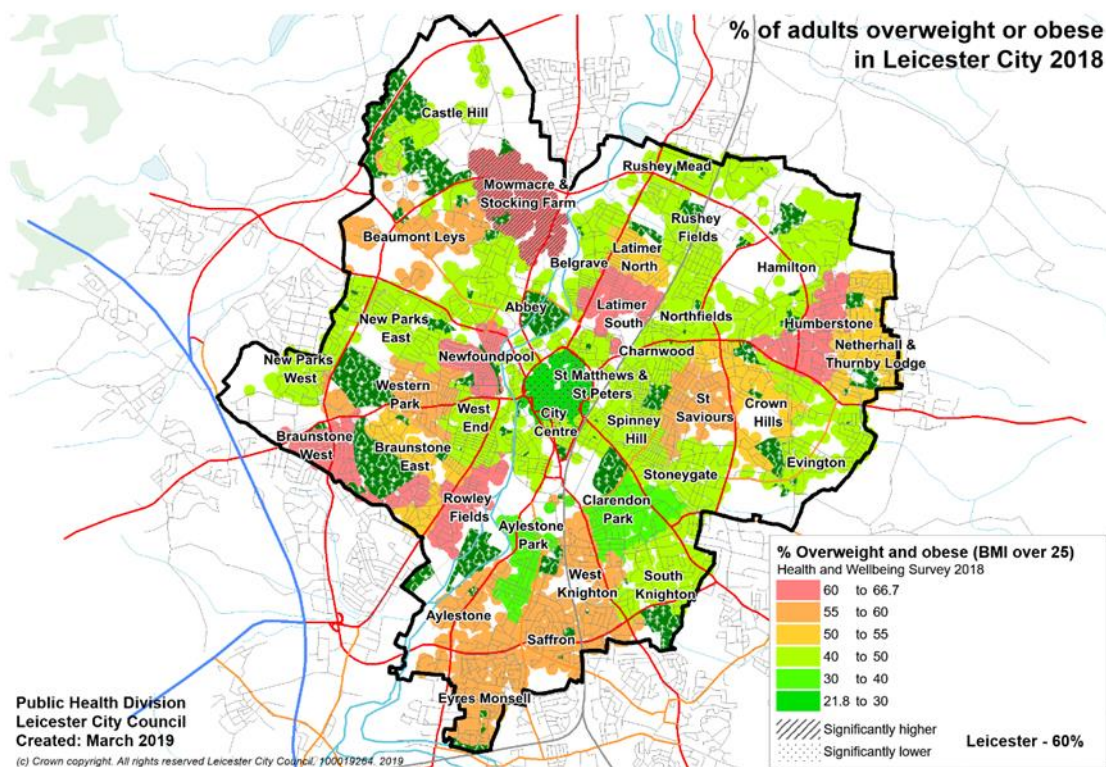 % of adults overweight or obese
in Leicester City 2018
Castle Hill
Rushey Mead
Mowmacre &
Stocking Farm
Rushey
Fields
Beaumont Leys
Latimer
North
Belgrave
Hamilton
Abbey
Latimer
South
New Parks
East
Northfields
Humberstone
Newfoundpool
Charnwood
Netherhall &
Thurnby Lodge
New Parks
West
St Matthews &
St Peters
Western
Park
St
Saviours
Crown
Hills
West
End
City
Centre
Spinney
Hill
Braunstone
West
Braunstone
East
Evington
Stoneygate
Rowley
Fields
Clarendon
Park
Aylestone
Park
West
Knighton
South
Knighton
Aylestone
Saffron
Eyres Monsell
% Overweight and obese (BMI over 25)
Health and Wellbeing Survey 2018
60 to 66.7
55 to 60
50 to 55
40 to 50
30 to 40
21.8 to 30
Significantly higher
Significantly lower
Leicester - 60%
Public Health Division
Leicester City Council
Created: March 2019
(c) Crown copyright. All rights reserved Leicester City Council, 100019264. 2019